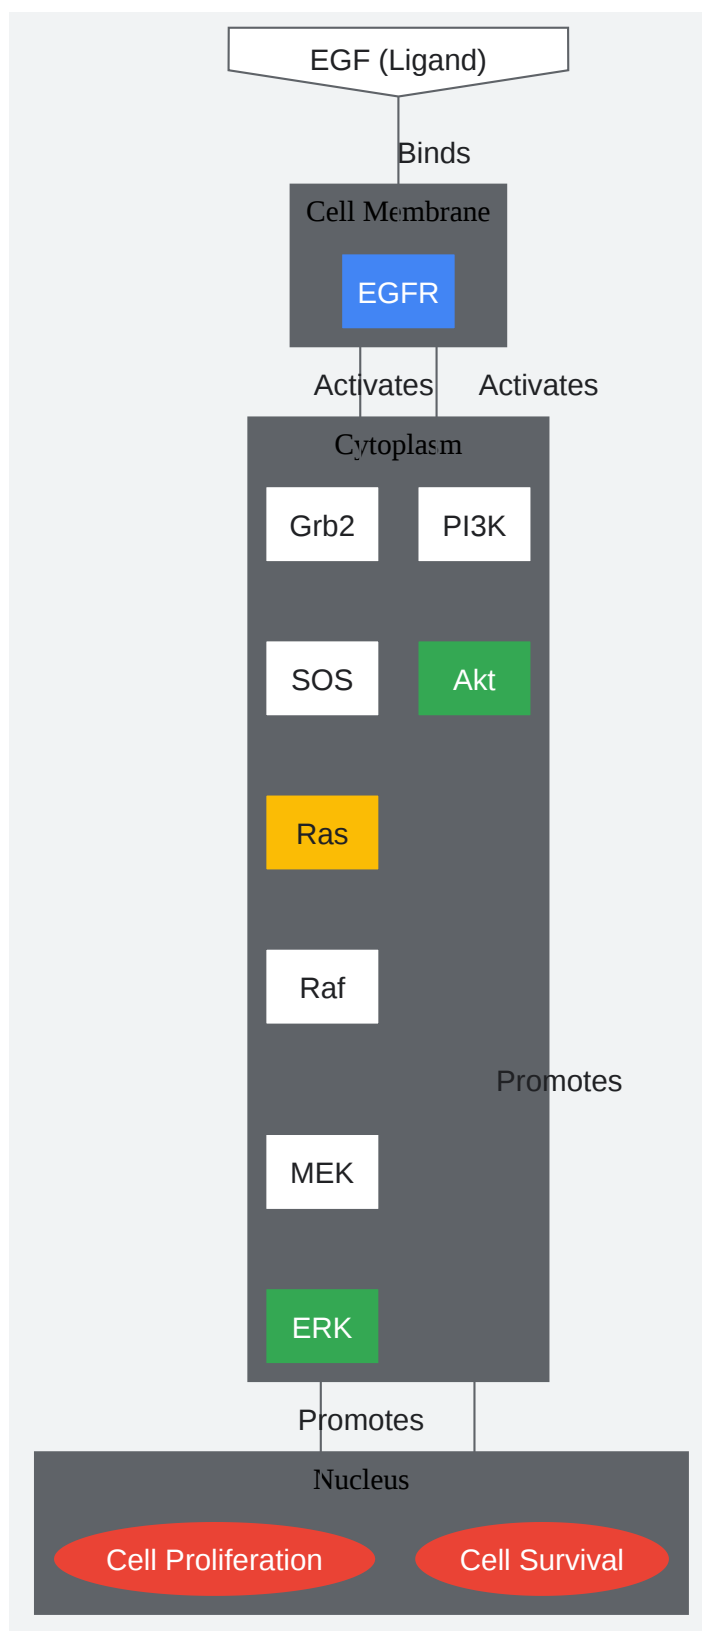 EGF (Ligand)
Binds
Cell Membrane
EGFR
Activates
Activates
Cytoplasm
Grb2
PI3K
SOS
Akt
Ras
Raf
Promotes
MEK
ERK
Promotes
Nucleus
Cell Proliferation
Cell Survival